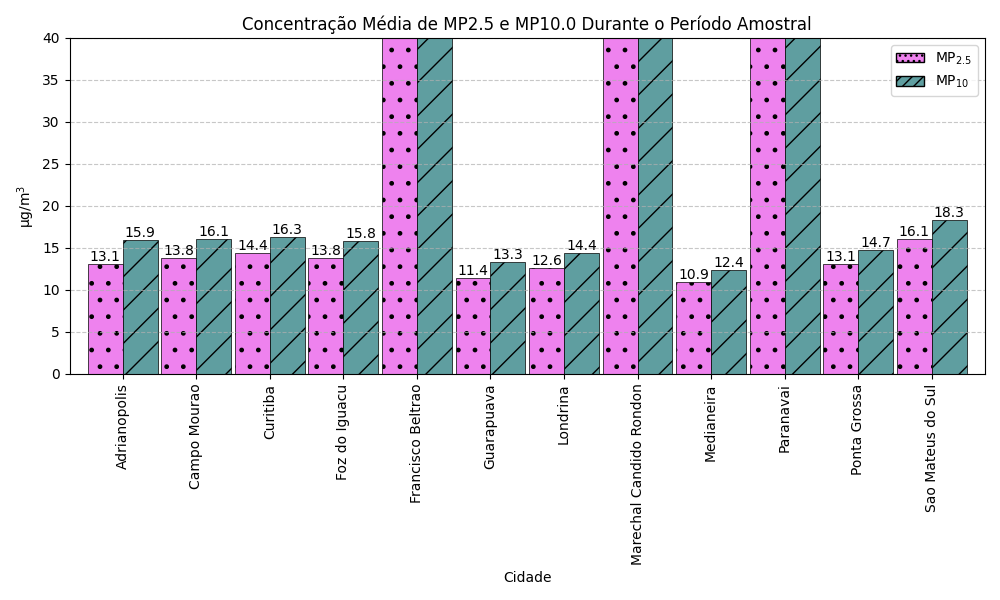 Concentração Média de MP2.5 e MP10.0 Durante o Período Amostral
µg/m³
40
35
30
25
20
15
10
5
0
MP₂.₅
MP₁₀
13.1 15.9 13.8 16.1 14.4 16.3 13.8 15.8 11.4 13.3 12.6 14.4 10.9 12.4 13.1 14.7 16.1 18.3
Adrianopolis
Campo Mourao
Curitiba
Foz do Iguacu
Francisco Beltrao
Guarapuava
Londrina
Marechal Candido Rondon
Medianeira
Paranavai
Ponta Grossa
Sao Mateus do Sul
Cidade